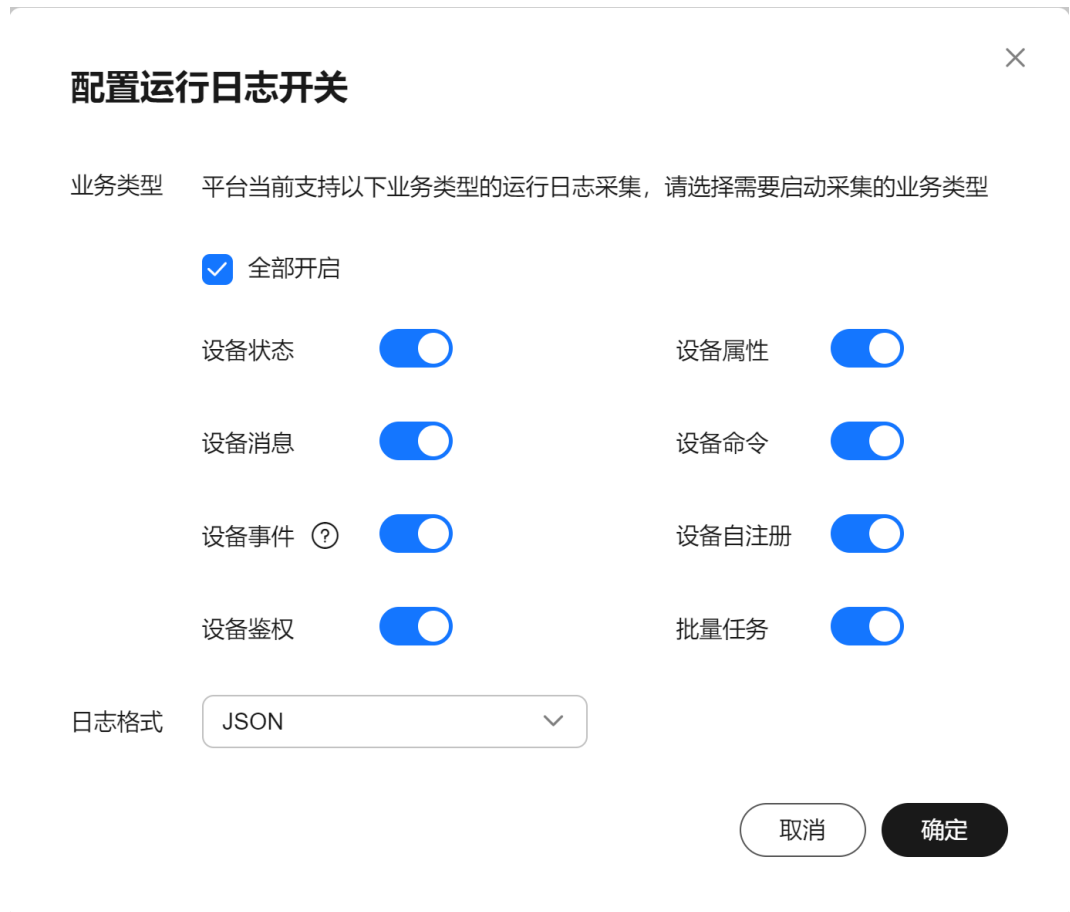 配置运行日志开关
业务类型 平台当前支持以下业务类型的运行日志采集，请选择需要启动采集的业务类型
全部开启
设备状态 设备属性
设备消息 设备命令
设备事件 ? 设备自注册
设备鉴权 批量任务
日志格式 JSON
取消 确定